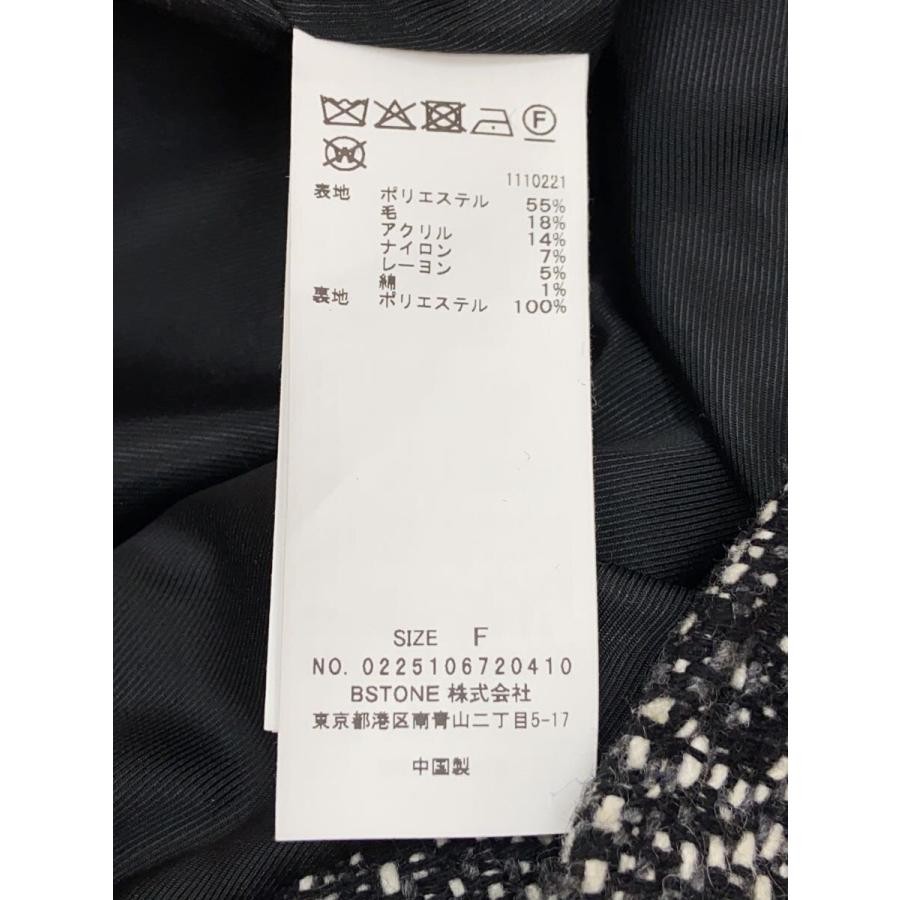 F
W
1110221
表地 ポリエステル 55%
毛 18%
アクリル 14%
ナイロン 7%
レーヨン 5%
綿 1%
裏地 ポリエステル 100%
SIZE F
NO. 0225106720410
BSTONE 株式会社
東京都港区南青山二丁目5-17
中国製